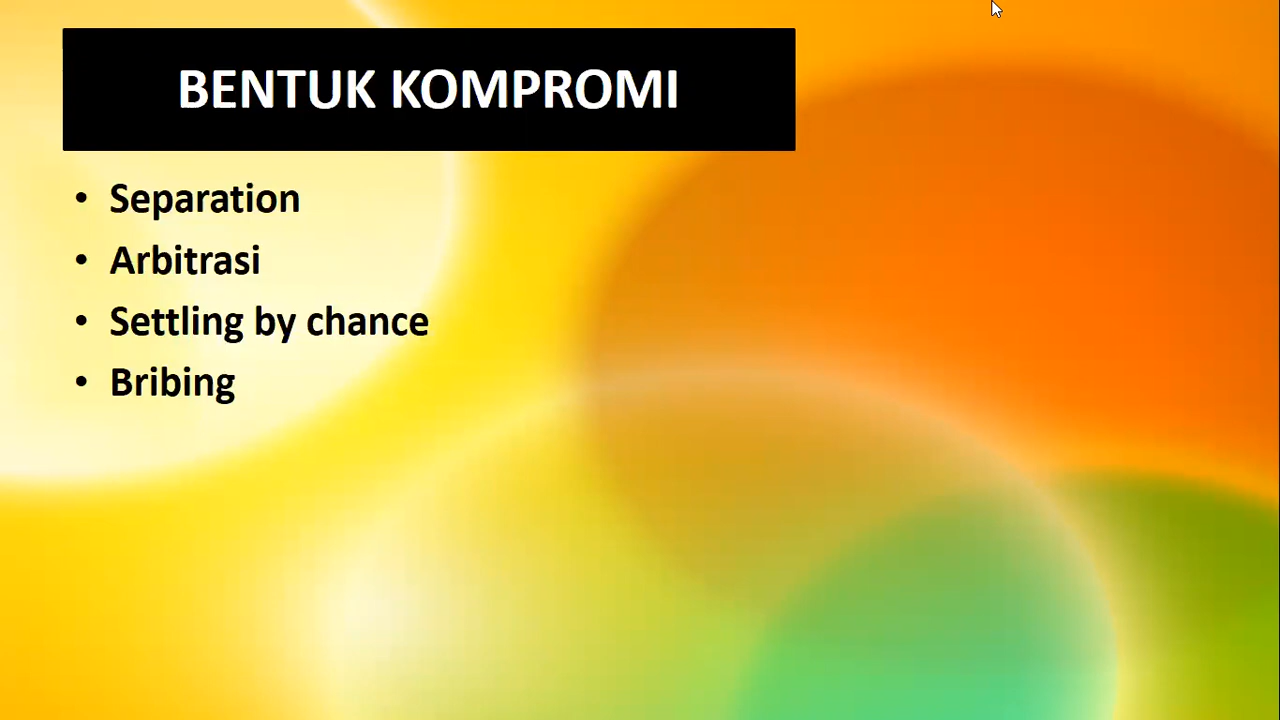 BENTUK KOMPROMI
• Separation
• Arbitrasi
• Settling by chance
• Bribing